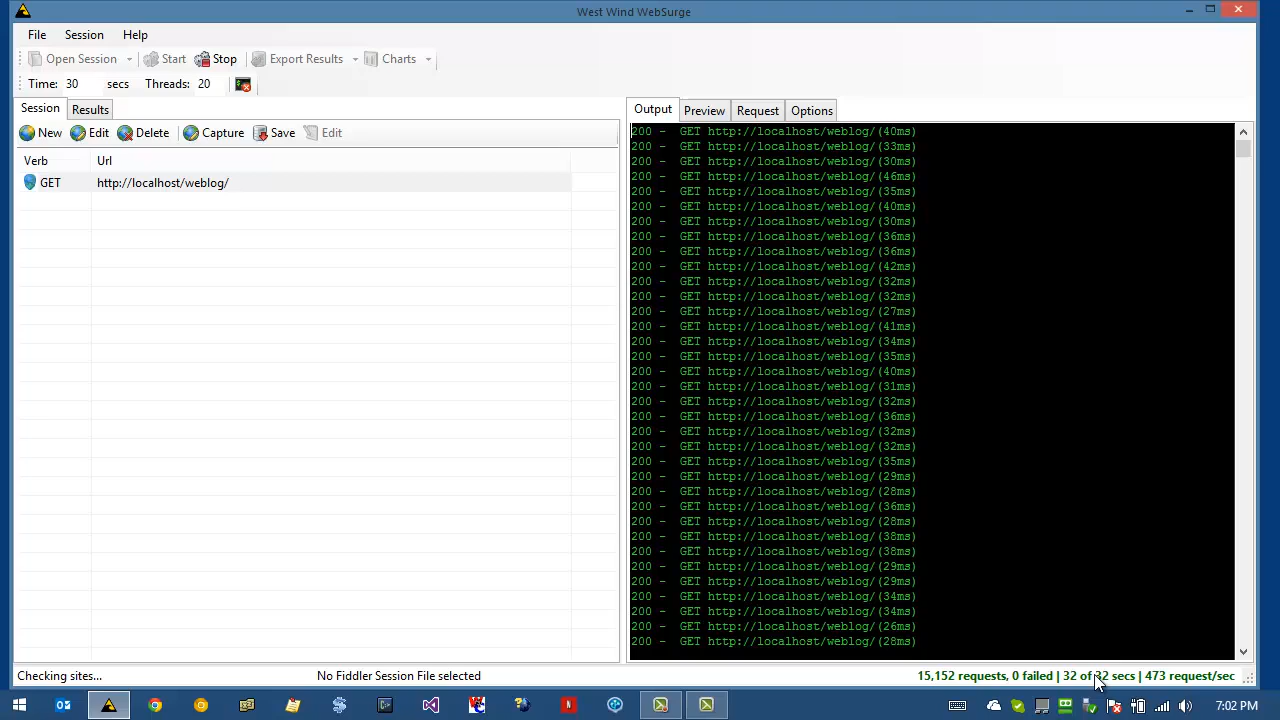 West Wind WebSurge
File Session Help
Open Session Start Stop Export Results Charts
Time: 30 secs Threads: 20
Session Results
New Edit Delete Capture Save Edit
Verb Url
GET http://localhost/weblog/
Output Preview Request Options
200 - GET http://localhost/weblog/(40ms)
200 - GET http://localhost/weblog/(33ms)
200 - GET http://localhost/weblog/(30ms)
200 - GET http://localhost/weblog/(46ms)
200 - GET http://localhost/weblog/(35ms)
200 - GET http://localhost/weblog/(40ms)
200 - GET http://localhost/weblog/(30ms)
200 - GET http://localhost/weblog/(36ms)
200 - GET http://localhost/weblog/(36ms)
200 - GET http://localhost/weblog/(42ms)
200 - GET http://localhost/weblog/(32ms)
200 - GET http://localhost/weblog/(32ms)
200 - GET http://localhost/weblog/(27ms)
200 - GET http://localhost/weblog/(41ms)
200 - GET http://localhost/weblog/(34ms)
200 - GET http://localhost/weblog/(35ms)
200 - GET http://localhost/weblog/(40ms)
200 - GET http://localhost/weblog/(31ms)
200 - GET http://localhost/weblog/(32ms)
200 - GET http://localhost/weblog/(36ms)
200 - GET http://localhost/weblog/(32ms)
200 - GET http://localhost/weblog/(32ms)
200 - GET http://localhost/weblog/(35ms)
200 - GET http://localhost/weblog/(29ms)
200 - GET http://localhost/weblog/(28ms)
200 - GET http://localhost/weblog/(36ms)
200 - GET http://localhost/weblog/(28ms)
200 - GET http://localhost/weblog/(38ms)
200 - GET http://localhost/weblog/(38ms)
200 - GET http://localhost/weblog/(29ms)
200 - GET http://localhost/weblog/(29ms)
200 - GET http://localhost/weblog/(34ms)
200 - GET http://localhost/weblog/(34ms)
200 - GET http://localhost/weblog/(26ms)
200 - GET http://localhost/weblog/(28ms)
Checking sites... No Fiddler Session File selected 15,152 requests, 0 failed | 32 of 32 secs | 473 request/sec
7:02 PM